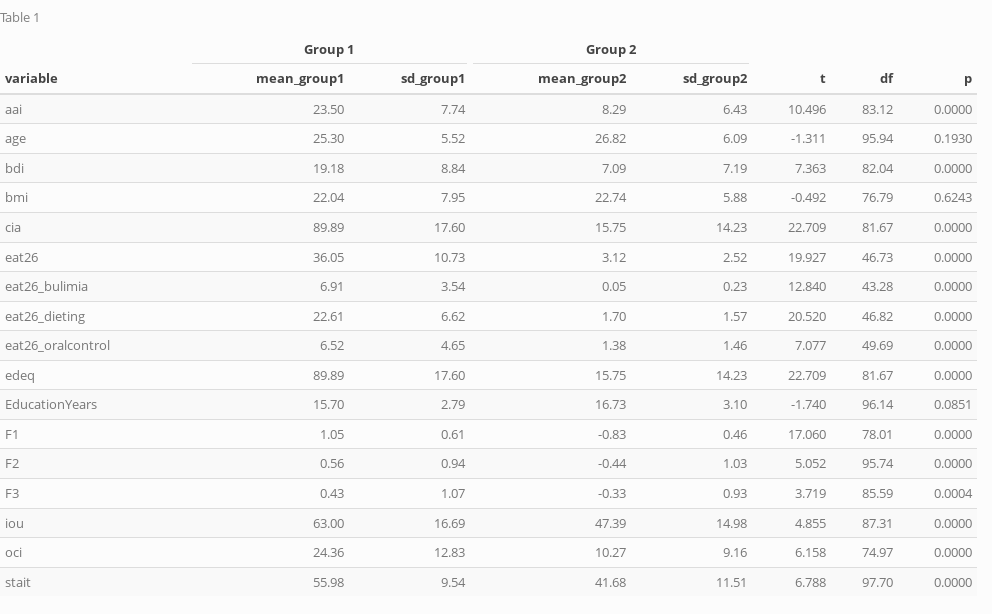 Table 1
Group 1 Group 2
variable mean_group1 sd_group1 mean_group2 sd_group2 t df p
aai 23.50 7.74 8.29 6.43 10.496 83.12 0.0000
age 25.30 5.52 26.82 6.09 -1.311 95.94 0.1930
bdi 19.18 8.84 7.09 7.19 7.363 82.04 0.0000
bmi 22.04 7.95 22.74 5.88 -0.492 76.79 0.6243
cia 89.89 17.60 15.75 14.23 22.709 81.67 0.0000
eat26 36.05 10.73 3.12 2.52 19.927 46.73 0.0000
eat26_bulimia 6.91 3.54 0.05 0.23 12.840 43.28 0.0000
eat26_dieting 22.61 6.62 1.70 1.57 20.520 46.82 0.0000
eat26_oralcontrol 6.52 4.65 1.38 1.46 7.077 49.69 0.0000
edeq 89.89 17.60 15.75 14.23 22.709 81.67 0.0000
EducationYears 15.70 2.79 16.73 3.10 -1.740 96.14 0.0851
F1 1.05 0.61 -0.83 0.46 17.060 78.01 0.0000
F2 0.56 0.94 -0.44 1.03 5.052 95.74 0.0000
F3 0.43 1.07 -0.33 0.93 3.719 85.59 0.0004
iou 63.00 16.69 47.39 14.98 4.855 87.31 0.0000
oci 24.36 12.83 10.27 9.16 6.158 74.97 0.0000
stait 55.98 9.54 41.68 11.51 6.788 97.70 0.0000